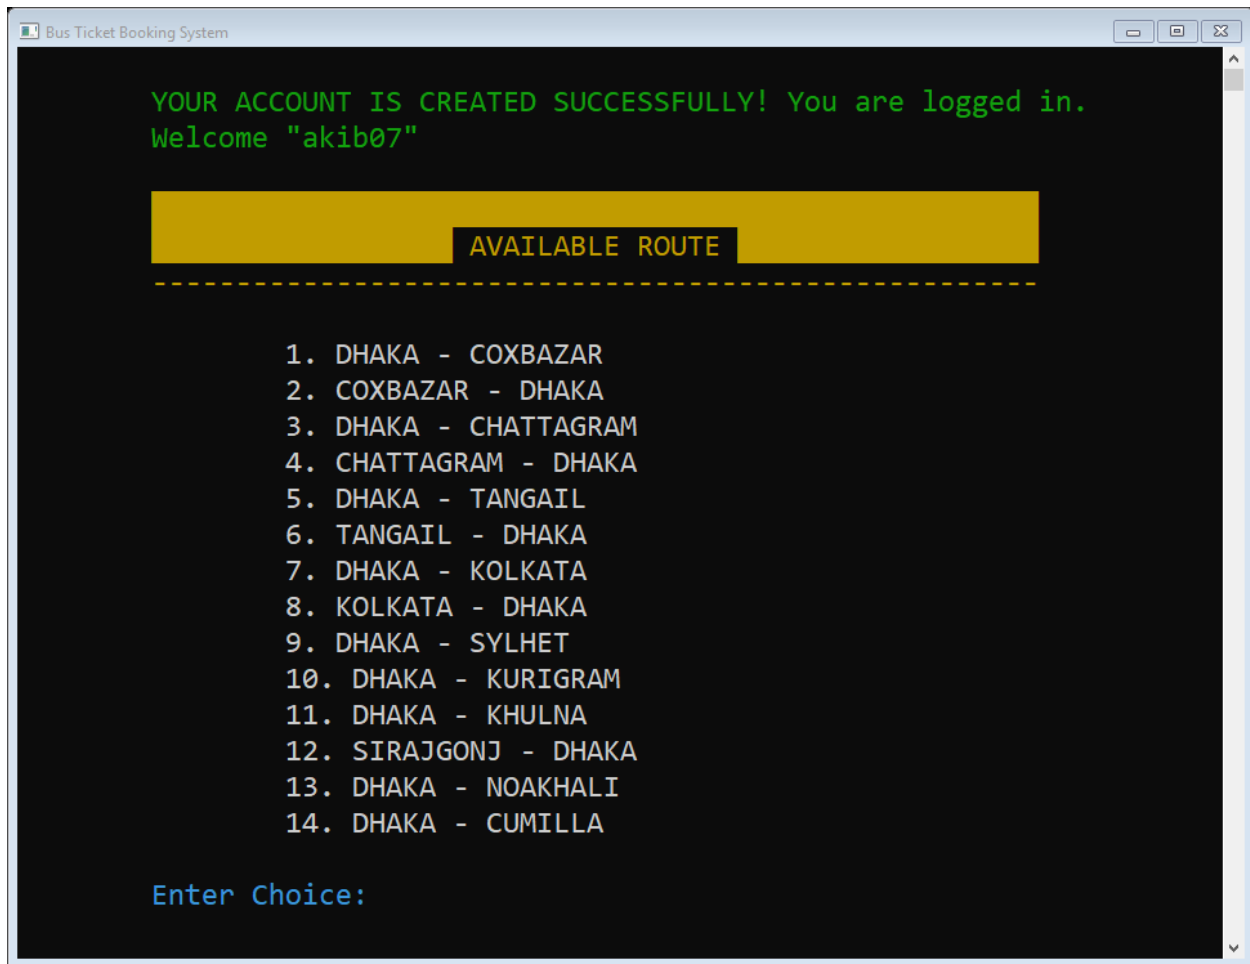 Bus Ticket Booking System
YOUR ACCOUNT IS CREATED SUCCESSFULLY! You are logged in.
Welcome "akib07"
AVAILABLE ROUTE
-----------------------------------------------------
1. DHAKA - COXBAZAR
2. COXBAZAR - DHAKA
3. DHAKA - CHATTAGRAM
4. CHATTAGRAM - DHAKA
5. DHAKA - TANGAIL
6. TANGAIL - DHAKA
7. DHAKA - KOLKATA
8. KOLKATA - DHAKA
9. DHAKA - SYLHET
10. DHAKA - KURIGRAM
11. DHAKA - KHULNA
12. SIRAJGONJ - DHAKA
13. DHAKA - NOAKHALI
14. DHAKA - CUMILLA
Enter Choice: